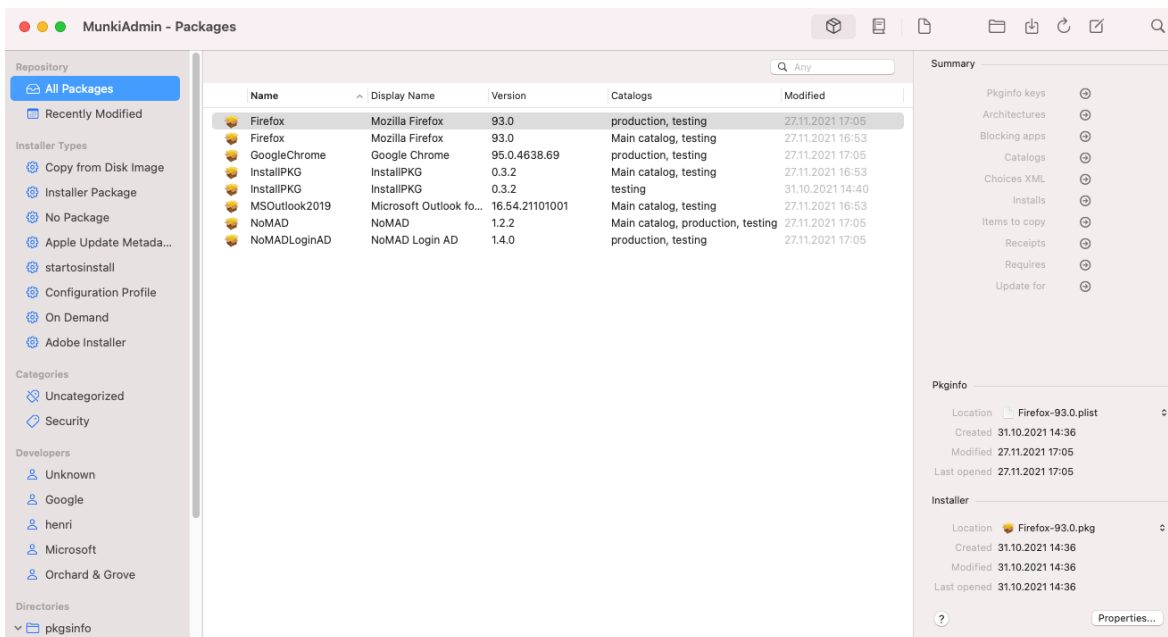 MunkiAdmin - Packages
Repository
All Packages
Recently Modified
Installer Types
Copy from Disk Image
Installer Package
No Package
Apple Update Metada...
startosinstall
Configuration Profile
On Demand
Adobe Installer
Categories
Uncategorized
Security
Developers
Unknown
Google
henri
Microsoft
Orchard & Grove
Directories
pkgsinfo
Any
Name Display Name Version Catalogs Modified
Firefox Mozilla Firefox 93.0 production, testing 27.11.2021 17:05
Firefox Mozilla Firefox 93.0 Main catalog, testing 27.11.2021 16:53
GoogleChrome Google Chrome 95.0.4638.69 production, testing 27.11.2021 17:05
InstallPKG InstallPKG 0.3.2 Main catalog, testing 27.11.2021 16:53
InstallPKG InstallPKG 0.3.2 testing 31.10.2021 14:40
MSOutlook2019 Microsoft Outlook fo... 16.54.21101001 Main catalog, testing 27.11.2021 16:53
NoMAD NoMAD 1.2.2 Main catalog, production, testing 27.11.2021 17:05
NoMADLoginAD NoMAD Login AD 1.4.0 production, testing 27.11.2021 17:05
Summary
Pkginfo keys
Architectures
Blocking apps
Catalogs
Choices XML
Installs
Items to copy
Receipts
Requires
Update for
Pkginfo
Location Firefox-93.0.plist
Created 31.10.2021 14:36
Modified 27.11.2021 17:05
Last opened 27.11.2021 17:05
Installer
Location Firefox-93.0.pkg
Created 31.10.2021 14:36
Modified 31.10.2021 14:36
Last opened 31.10.2021 14:36
? Properties...